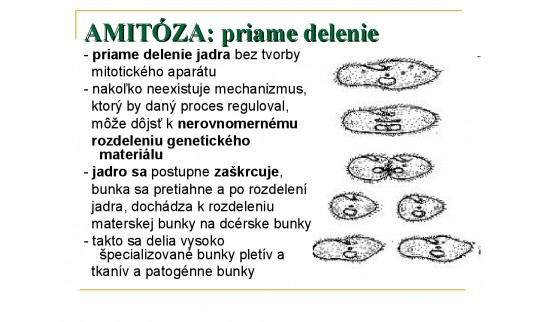 AMITÓZA: priame delenie
- priame delenie jadra bez tvorby
mitotického aparátu
- nakoľko neexistuje mechanizmus,
ktorý by daný proces reguloval,
môže dôjsť k nerovnomernému
rozdeleniu genetického
materiálu
- jadro sa postupne zaškrcuje,
bunka sa pretiahne a po rozdelení
jadra, dochádza k rozdeleniu
materskej bunky na dcérske bunky
- takto sa delia vysoko
špecializované bunky pletív a
tkanív a patogénne bunky